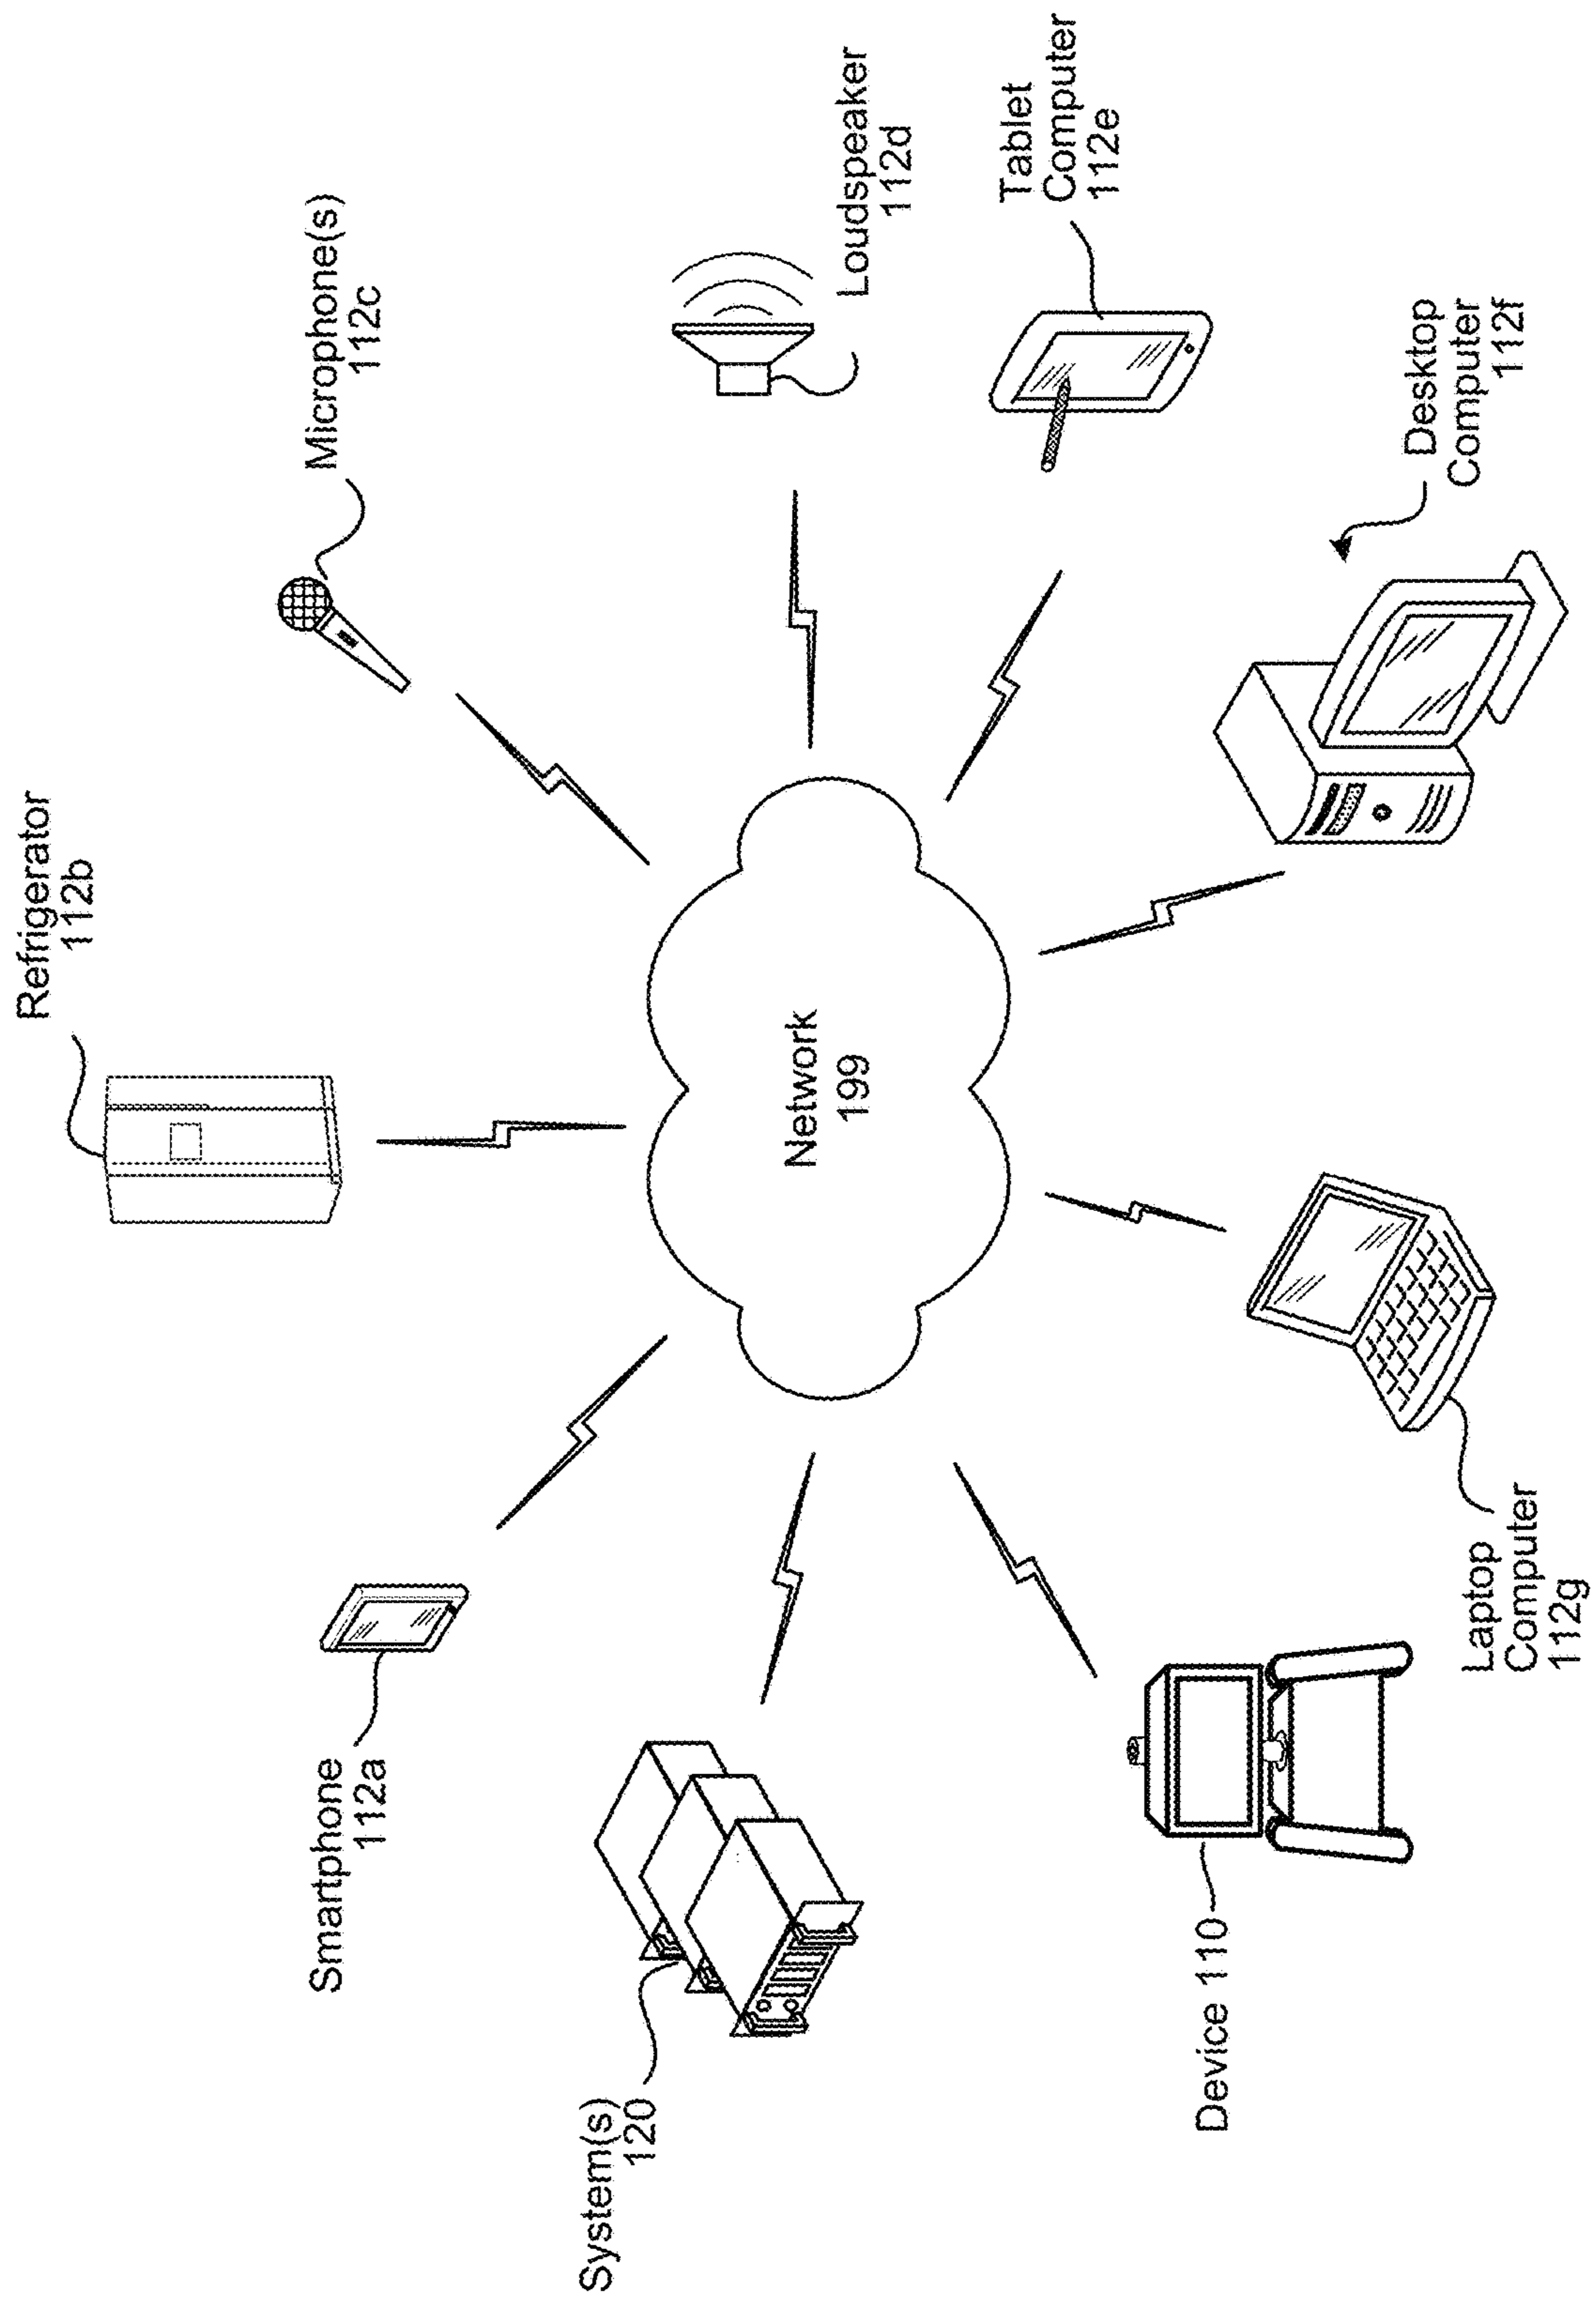 Refrigerator
112b
Microphone(s)
112c
Smartphone
112a
Loudspeaker
112d
System(s)
120
Network
199
Tablet
Computer
112e
Device 110
Desktop
Computer
112f
Laptop
Computer
112g